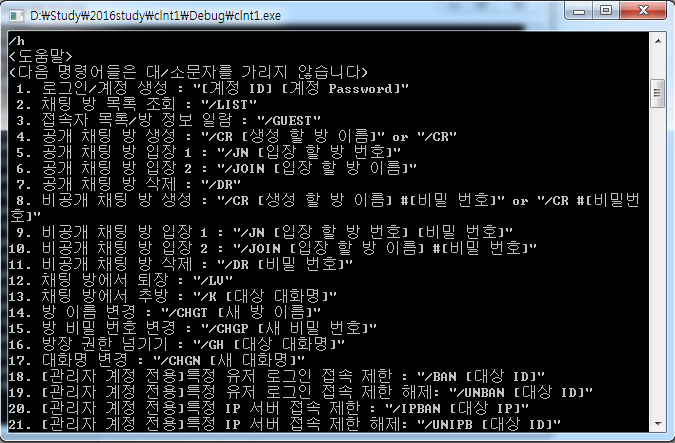 D:₩Study₩2016study₩clnt1₩Debug₩clnt1.exe
/h
<도움말>
<다음 명령어들은 대/소문자를 가리지 않습니다>
1. 로그인/계정 생성 : "[계정 ID] [계정 Password]"
2. 채팅 방 목록 조회 : "/LIST"
3. 접속자 목록/방 정보 일람 : "/GUEST"
4. 공개 채팅 방 생성 : "/CR [생성 할 방 이름]" or "/CR"
5. 공개 채팅 방 입장 1 : "/JN [입장 할 방 번호]"
6. 공개 채팅 방 입장 2 : "/JOIN [입장 할 방 이름]"
7. 공개 채팅 방 삭제 : "/DR"
8. 비공개 채팅 방 생성 : "/CR [생성 할 방 이름] #[비밀 번호]" or "/CR #[비밀번
호]"
9. 비공개 채팅 방 입장 1 : "/JN [입장 할 방 번호] [비밀 번호]"
10. 비공개 채팅 방 입장 2 : "/JOIN [입장 할 방 이름] #[비밀 번호]"
11. 비공개 채팅 방 삭제 : "/DR [비밀 번호]"
12. 채팅 방에서 퇴장 : "/LV"
13. 채팅 방에서 추방 : "/K [대상 대화명]"
14. 방 이름 변경 : "/CHGT [새 방 이름]"
15. 방 비밀 번호 변경 : "/CHGP [새 비밀 번호]"
16. 방장 권한 넘기기 : "/GH [대상 대화명]"
17. 대화명 변경 : "/CHGN [새 대화명]"
18. [관리자 계정 전용]특정 유저 로그인 접속 제한 : "/BAN [대상 ID]"
19. [관리자 계정 전용]특정 유저 로그인 접속 제한 해제: "/UNBAN [대상 ID]"
20. [관리자 계정 전용]특정 IP 서버 접속 제한 : "/IPBAN [대상 IP]"
21. [관리자 계정 전용]특정 IP 서버 접속 제한 해제: "/UNIPB [대상 ID]"